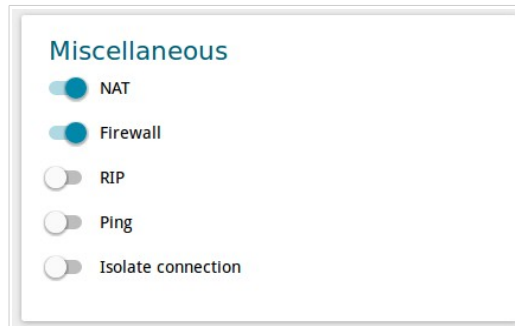 Miscellaneous
NAT
Firewall
RIP
Ping
Isolate connection